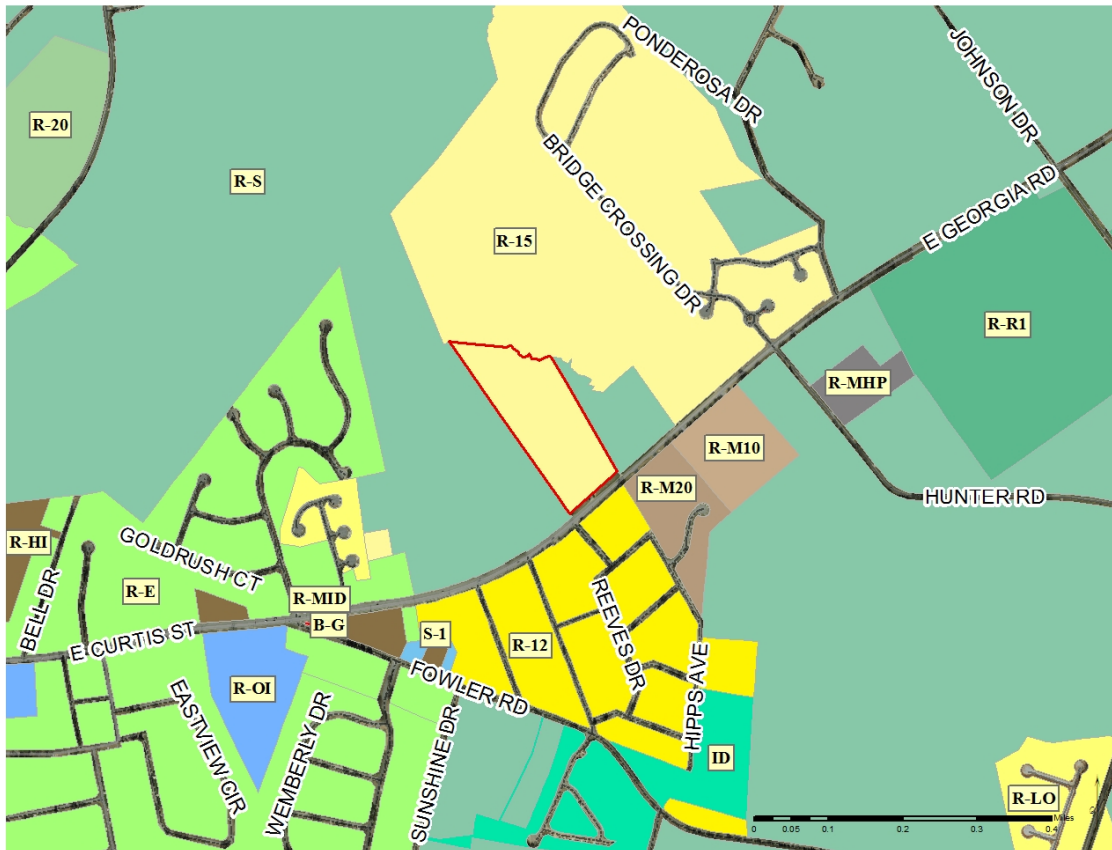 PONDEROSA DR
JOHNSON DR
R-20
R-S
BRIDGE CROSSING DR
E GEORGIA RD
R-15
R-R1
R-MHP
R-M10
R-M20
HUNTER RD
R-HI
GOLDRUSH CT
BELL DR
R-E
R-MID
B-G
S-1
R-12
REEVES DR
E CURTIS ST
FOWLER RD
R-OI
HIPPS AVE
EASTVIEW CIR
WEMBERLY DR
SUNSHINE DR
ID
R-LO
Miles
0 0.05 0.1 0.2 0.3 0.4